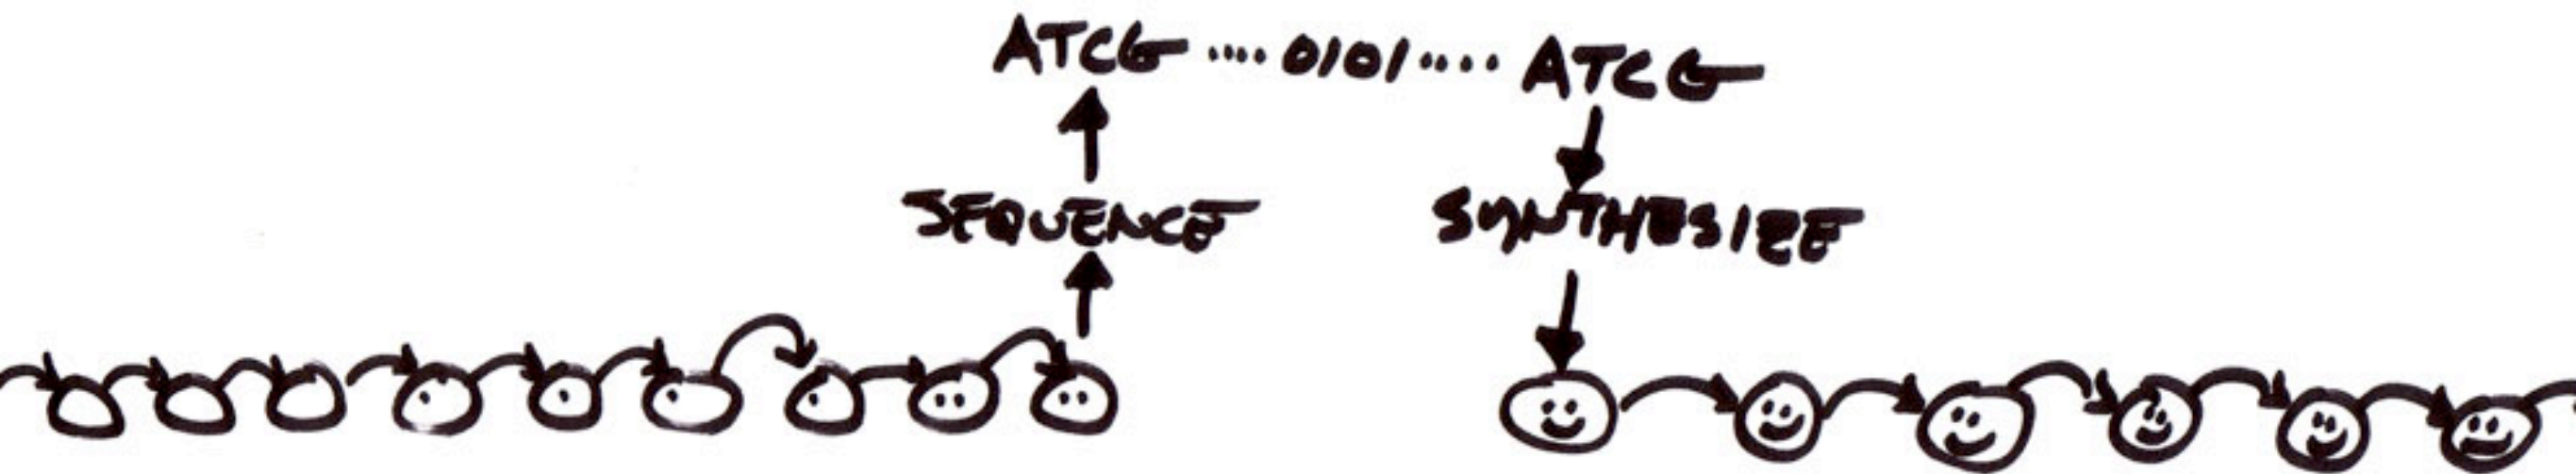 ATCG .... 0101 .... ATCG
SEQUENCE
SYNTHESIZE